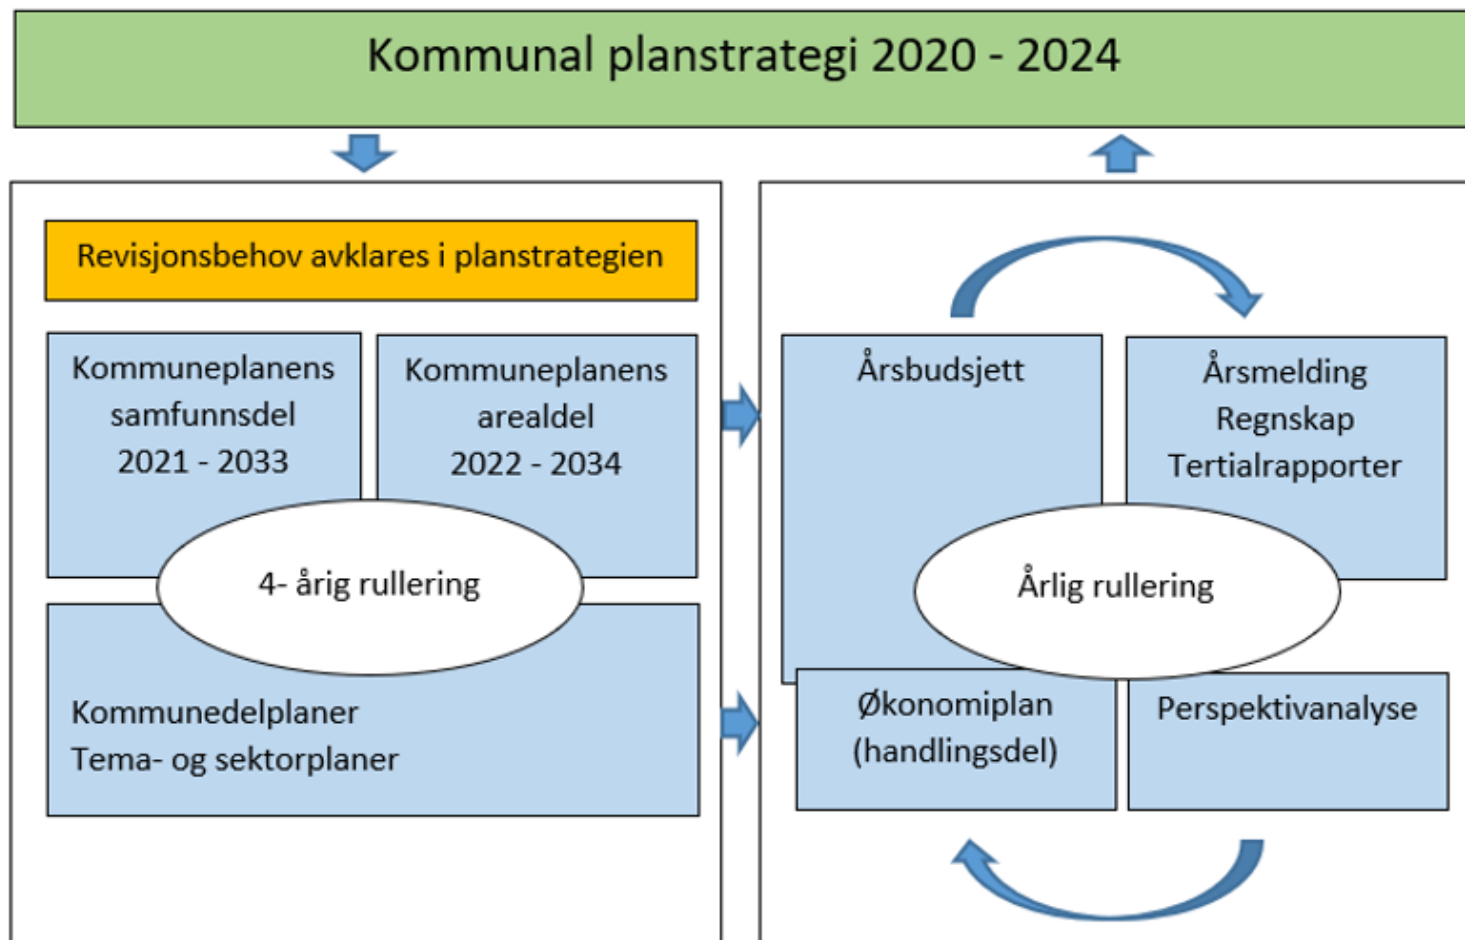 Kommunal planstrategi 2020 - 2024
Revisjonsbehov avklares i planstrategien
Kommuneplanens
samfunnsdel
2021 - 2033
Kommuneplanens
arealdel
2022 - 2034
4- årig rullering
Kommunedelplaner
Tema- og sektorplaner
Årsbudsjett
Årsmelding
Regnskap
Tertialrapporter
Årlig rullering
Økonomiplan
(handlingsdel)
Perspektivanalyse